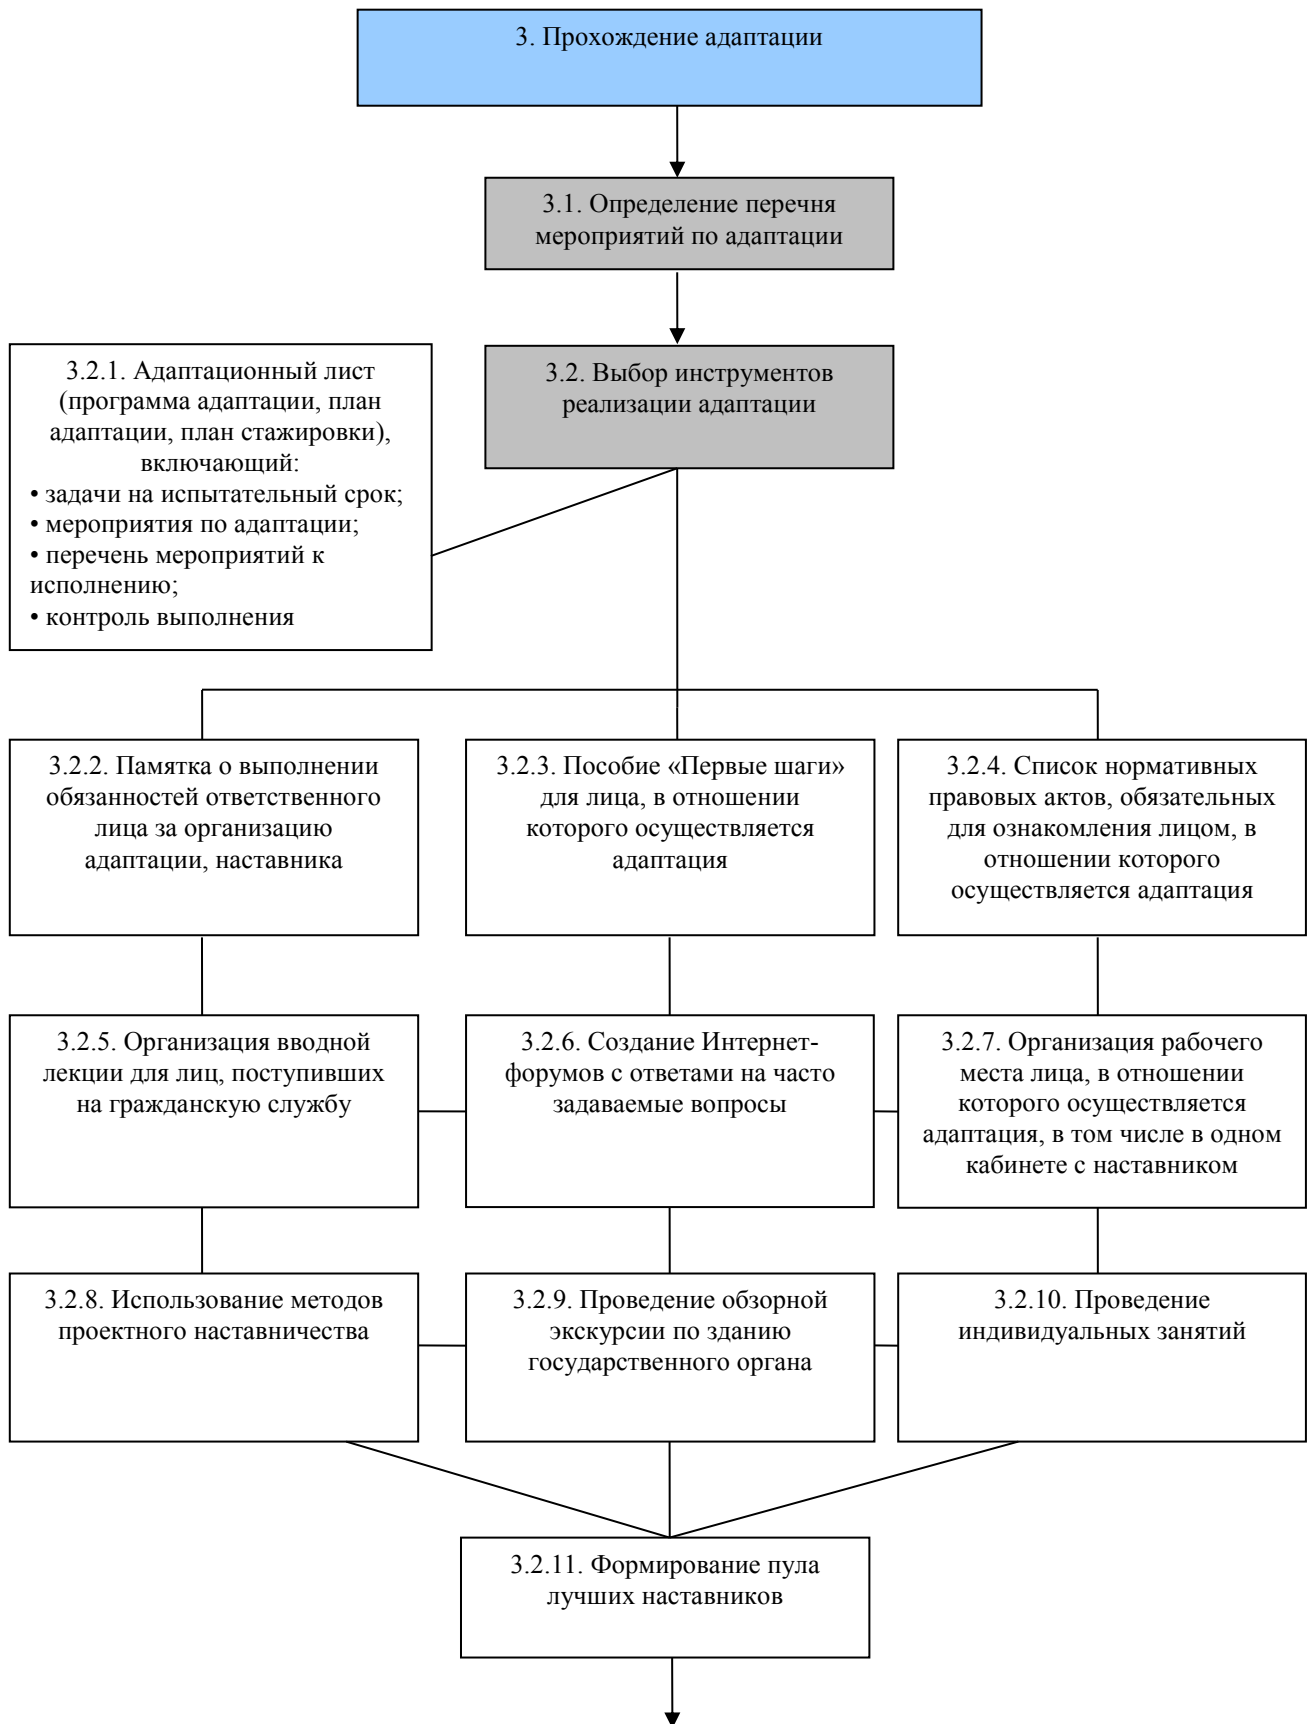 3. Прохождение адаптации
3.1. Определение перечня
мероприятий по адаптации
3.2.1. Адаптационный лист
(программа адаптации, план
адаптации, план стажировки),
включающий:
• задачи на испытательный срок;
• мероприятия по адаптации;
• перечень мероприятий к
исполнению;
• контроль выполнения
3.2. Выбор инструментов
реализации адаптации
3.2.2. Памятка о выполнении
обязанностей ответственного
лица за организацию
адаптации, наставника
3.2.3. Пособие «Первые шаги»
для лица, в отношении
которого осуществляется
адаптация
3.2.4. Список нормативных
правовых актов, обязательных
для ознакомления лицом, в
отношении которого
осуществляется адаптация
3.2.5. Организация вводной
лекции для лиц, поступивших
на гражданскую службу
3.2.6. Создание Интернет-
форумов с ответами на часто
задаваемые вопросы
3.2.7. Организация рабочего
места лица, в отношении
которого осуществляется
адаптация, в том числе в одном
кабинете с наставником
3.2.8. Использование методов
проектного наставничества
3.2.9. Проведение обзорной
экскурсии по зданию
государственного органа
3.2.10. Проведение
индивидуальных занятий
3.2.11. Формирование пула
лучших наставников